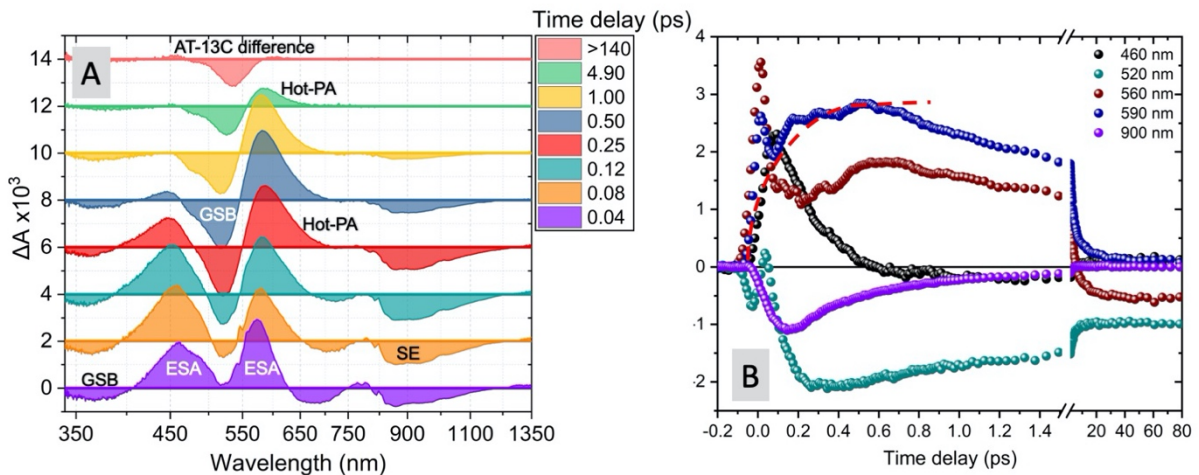 A
AT-13C difference
Hot-PA
GSB
Hot-PA
ESA
ESA
GSB
SE
14
12
10
8
6
4
2
0
ΔA x10³
350
450
550
650
750
900
1100
1350
Wavelength (nm)
Time delay (ps)
>140
4.90
1.00
0.50
0.25
0.12
0.08
0.04
4
3
2
1
0
-1
-2
-3
460 nm
520 nm
560 nm
590 nm
900 nm
B
-0.2 0.0 0.2 0.4 0.6 0.8 1.0 1.2 1.4 20 40 60 80
Time delay (ps)